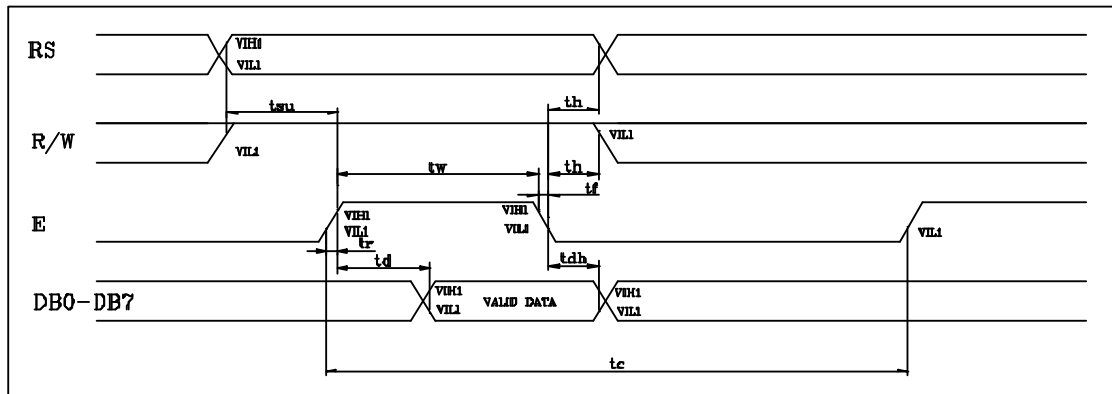 RS
VIH1
VIL1
tsu
th
R/W
VIL1
VIL1
tw
th
tf
E
VIH1
VIL1
VIH1
VIL1
VIL1
tr
td
tdh
DB0-DB7
VIH1
VIL1
VALID DATA
VIH1
VIL1
tc